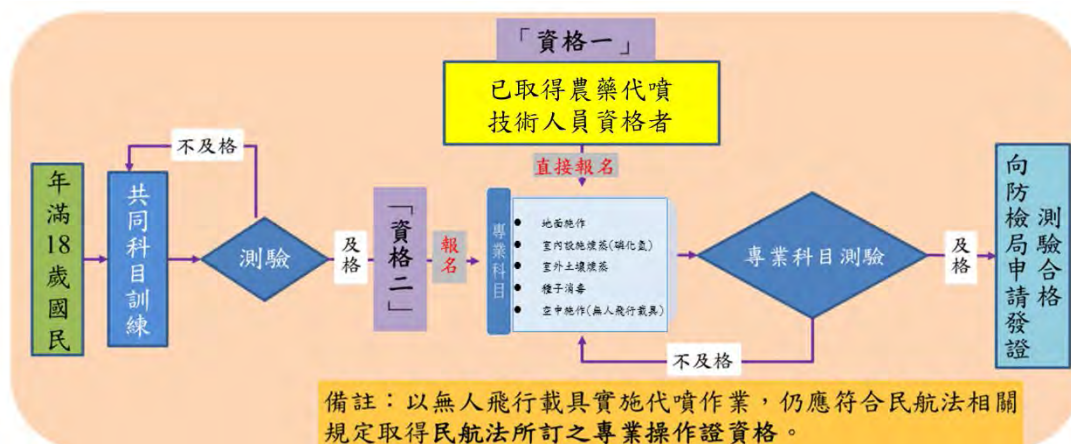 「資格一」
已取得農藥代噴
技術人員資格者
直接報名
年滿18歲國民
共同科目訓練
不及格
測驗
及格
「資格二」
報名
專業科目
● 地面施作
● 室內設施燻蒸(磷化氫)
● 室外土壤燻蒸
● 種子消毒
● 空中施作(無人飛行載具)
專業科目測驗
不及格
及格
測驗合格
向防檢局申請發證
備註：以無人飛行載具實施代噴作業，仍應符合民航法相關
規定取得民航法所訂之專業操作證資格。